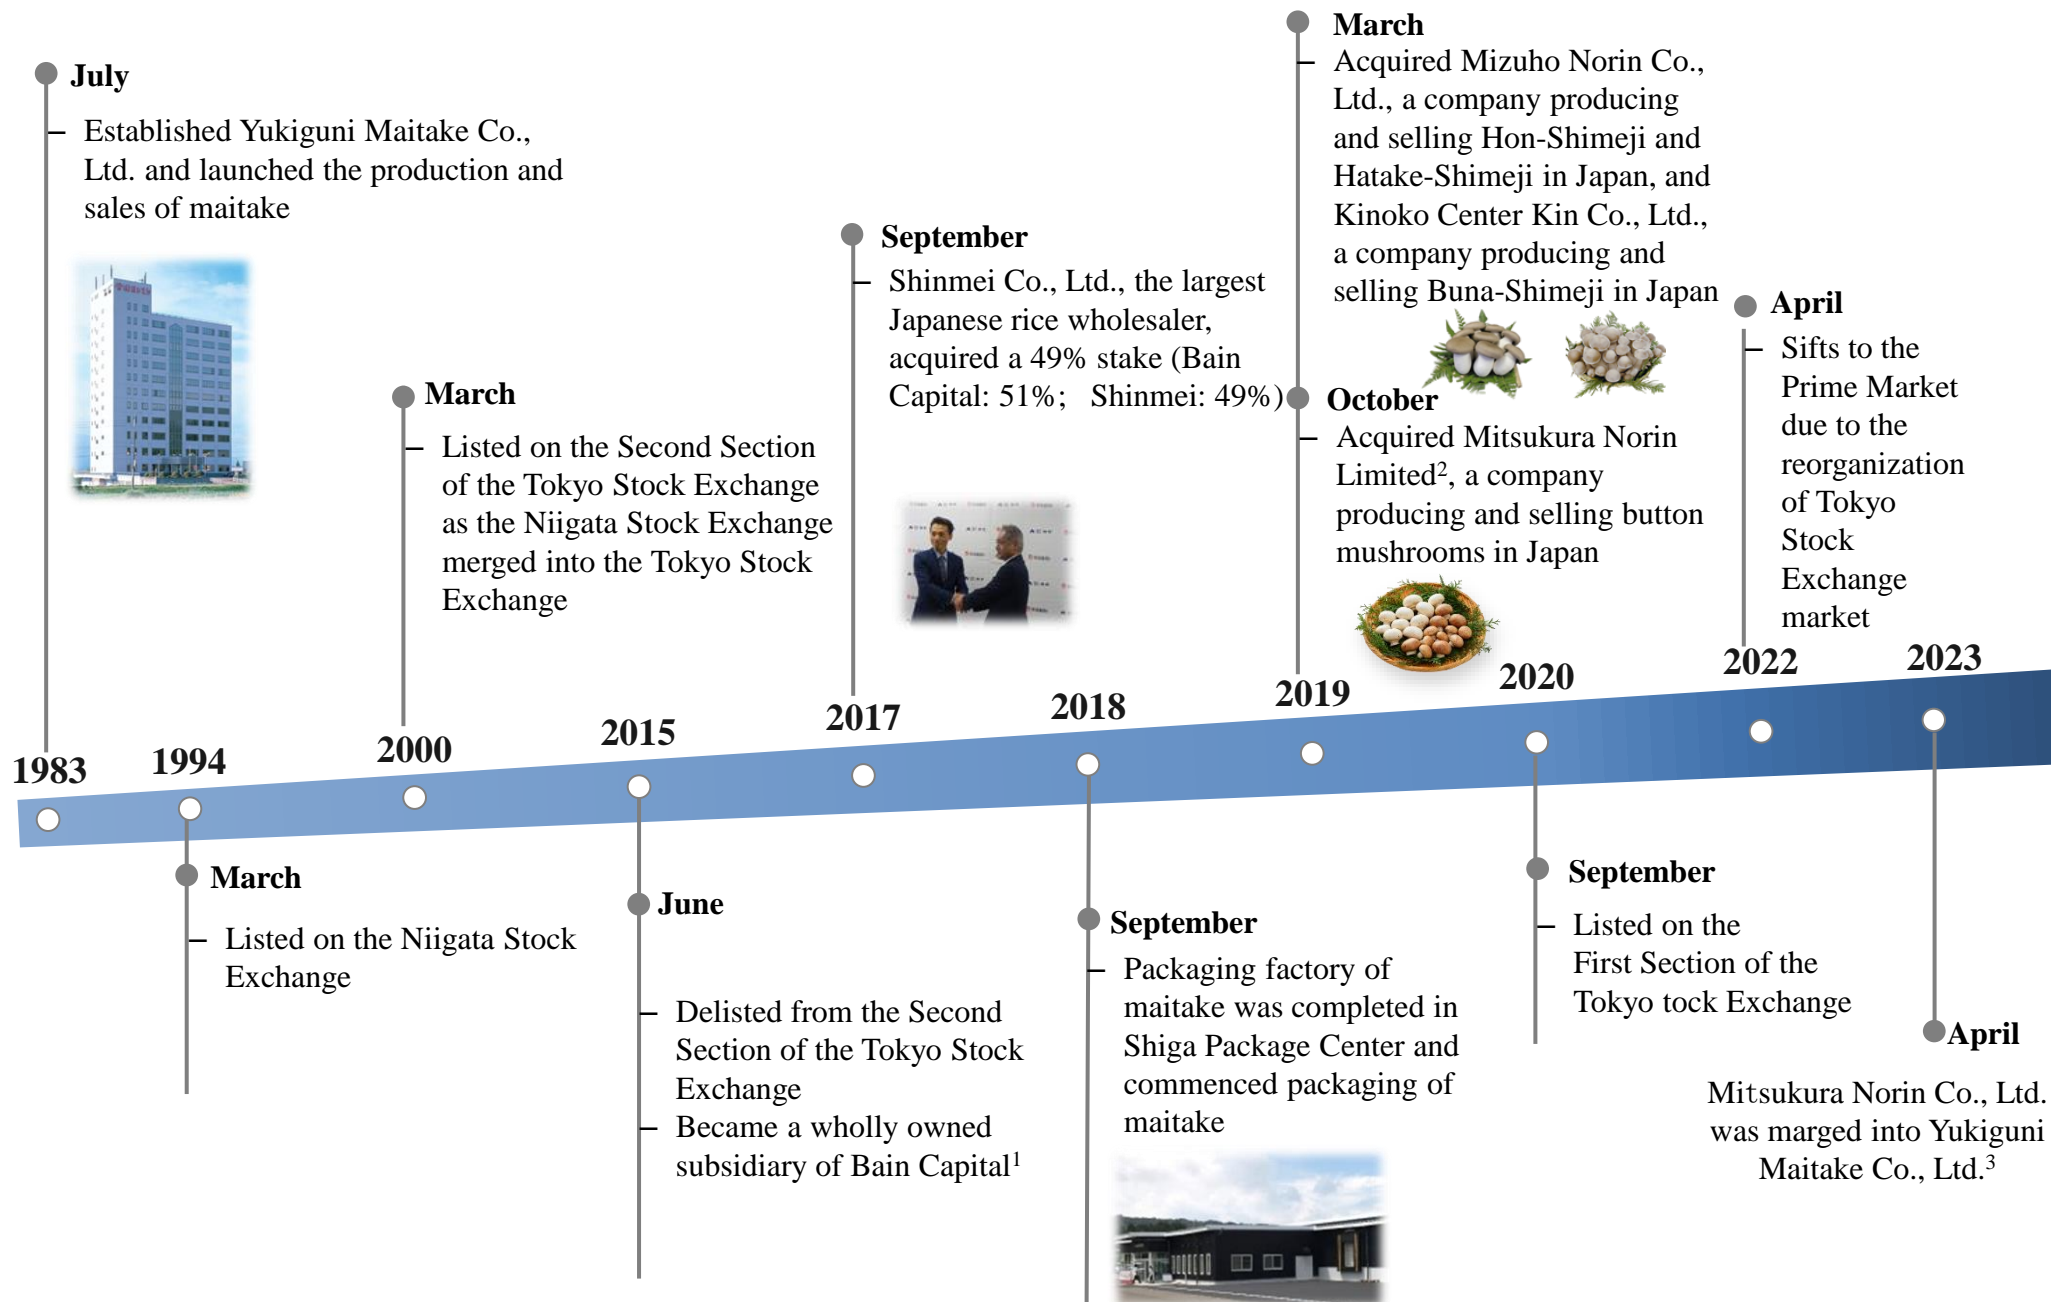 July
– Established Yukiguni Maitake Co.,
Ltd. and launched the production and
sales of maitake
March
– Listed on the Second Section
of the Tokyo Stock Exchange
as the Niigata Stock Exchange
merged into the Tokyo Stock
Exchange
September
– Shinmei Co., Ltd., the largest
Japanese rice wholesaler,
acquired a 49% stake (Bain
Capital: 51%; Shinmei: 49%)
March
– Acquired Mizuho Norin Co.,
Ltd., a company producing
and selling Hon-Shimeji and
Hatake-Shimeji in Japan, and
Kinoko Center Kin Co., Ltd.,
a company producing and
selling Buna-Shimeji in Japan
October
– Acquired Mitsukura Norin
Limited2, a company
producing and selling button
mushrooms in Japan
April
– Sifts to the
Prime Market
due to the
reorganization
of Tokyo
Stock
Exchange
market
1983
1994
2000
2015
2017
2018
2019
2020
2022
2023
March
– Listed on the Niigata Stock
Exchange
June
– Delisted from the Second
Section of the Tokyo Stock
Exchange
– Became a wholly owned
subsidiary of Bain Capital1
September
– Packaging factory of
maitake was completed in
Shiga Package Center and
commenced packaging of
maitake
September
– Listed on the
First Section of the
Tokyo tock Exchange
April
Mitsukura Norin Co., Ltd.
was marged into Yukiguni
Maitake Co., Ltd.3